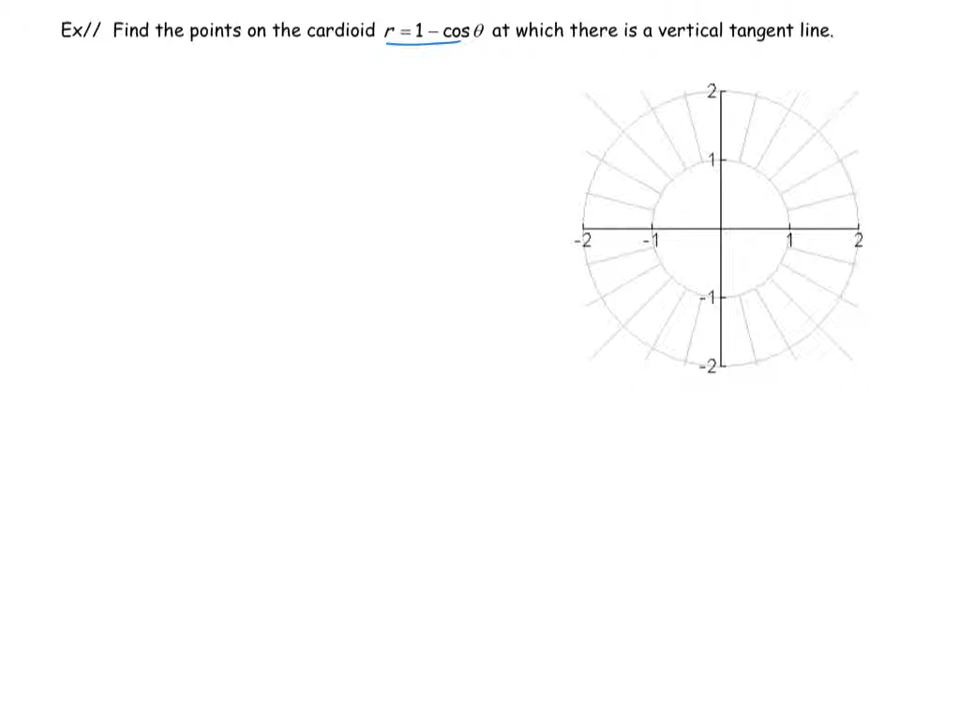 Ex// Find the points on the cardioid r = 1 − cos θ at which there is a vertical tangent line.
2
1
-2 -1 1 2
-1
-2